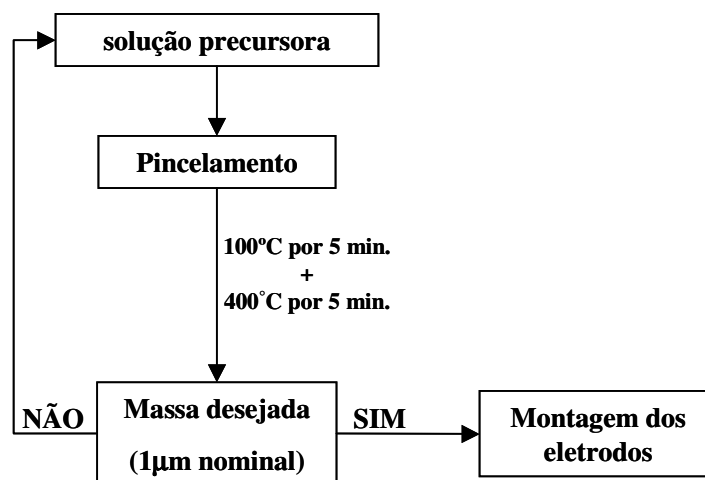 solução precursora
Pincelamento
100ºC por 5 min.
+
400°C por 5 min.
NÃO
Massa desejada
(1μm nominal)
SIM
Montagem dos
eletrodos